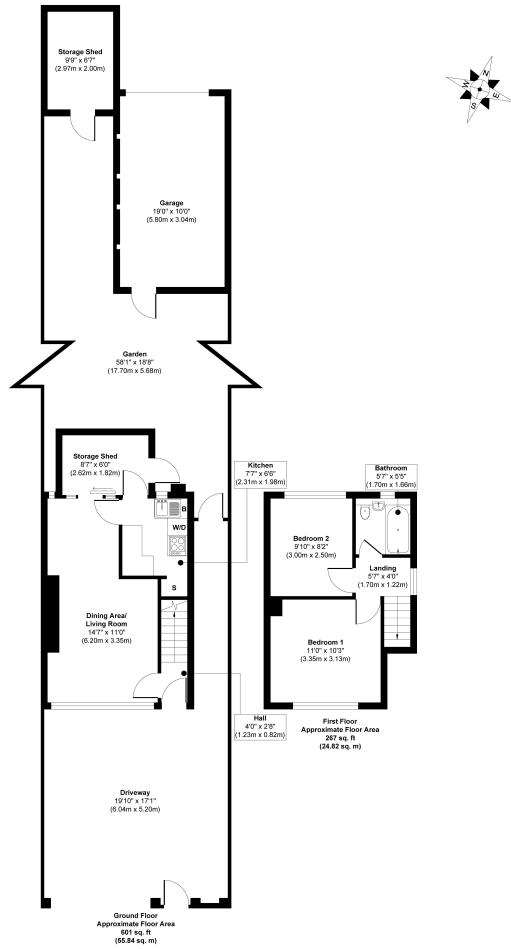 Storage Shed
9'9" x 6'7"
(2.97m x 2.00m)
N
W
E
S
Garage
19'0" x 10'0"
(5.80m x 3.04m)
Garden
58'1" x 18'8"
(17.70m x 5.68m)
Storage Shed
8'7" x 6'0"
(2.62m x 1.82m)
Kitchen
7'7" x 6'6"
(2.31m x 1.98m)
Bathroom
5'7" x 5'5"
(1.70m x 1.66m)
B
W/D
S
Bedroom 2
9'10" x 8'2"
(3.00m x 2.50m)
Landing
5'7" x 4'0"
(1.70m x 1.22m)
Dining Area/
Living Room
14'7" x 11'0"
(6.20m x 3.35m)
Bedroom 1
11'0" x 10'3"
(3.35m x 3.13m)
Hall
4'0" x 2'8"
(1.23m x 0.82m)
First Floor
Approximate Floor Area
267 sq. ft
(24.82 sq. m)
Driveway
19'10" x 17'1"
(6.04m x 5.20m)
Ground Floor
Approximate Floor Area
601 sq. ft
(55.84 sq. m)